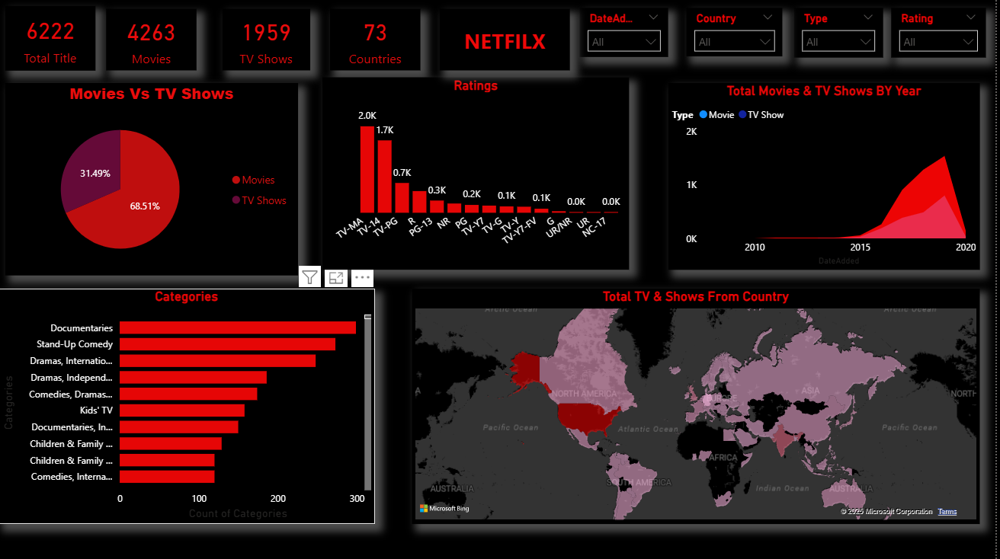 6222
Total Title
4263
Movies
1959
TV Shows
73
Countries
NETFILX
DateAd...
All
Country
All
Type
All
Rating
All
Movies Vs TV Shows
31.49%
68.51%
Movies
TV Shows
Ratings
2.0K
1.7K
0.7K
0.3K
0.2K
0.1K
0.1K
0.0K
0.0K
TV-MA
TV-14
TV-PG
R
PG-13
NR
PG
TV-Y7
TV-G
TV-Y
TV-Y7-FV
G
UR/NR
UR
NC-17
Total Movies & TV Shows BY Year
Type Movie TV Show
2K
1K
0K
2010 2015 2020
DateAdded
Categories
Categories
Documentaries
Stand-Up Comedy
Dramas, Internatio...
Dramas, Independ...
Comedies, Dramas...
Kids' TV
Documentaries, In...
Children & Family ...
Children & Family ...
Comedies, Interna...
0 100 200 300
Count of Categories
Total TV & Shows From Country
Arctic Ocean
Arctic Ocean
NORTH AMERICA
EUROPE
ASIA
NORTH
Pacific Ocean
Atlantic Ocean
Pacific Ocean
AFRICA
SOUTH AMERICA
Indian Ocean
AUSTRALIA
AUSTRALIA
Microsoft Bing
© 2025 Microsoft Corporation Terms